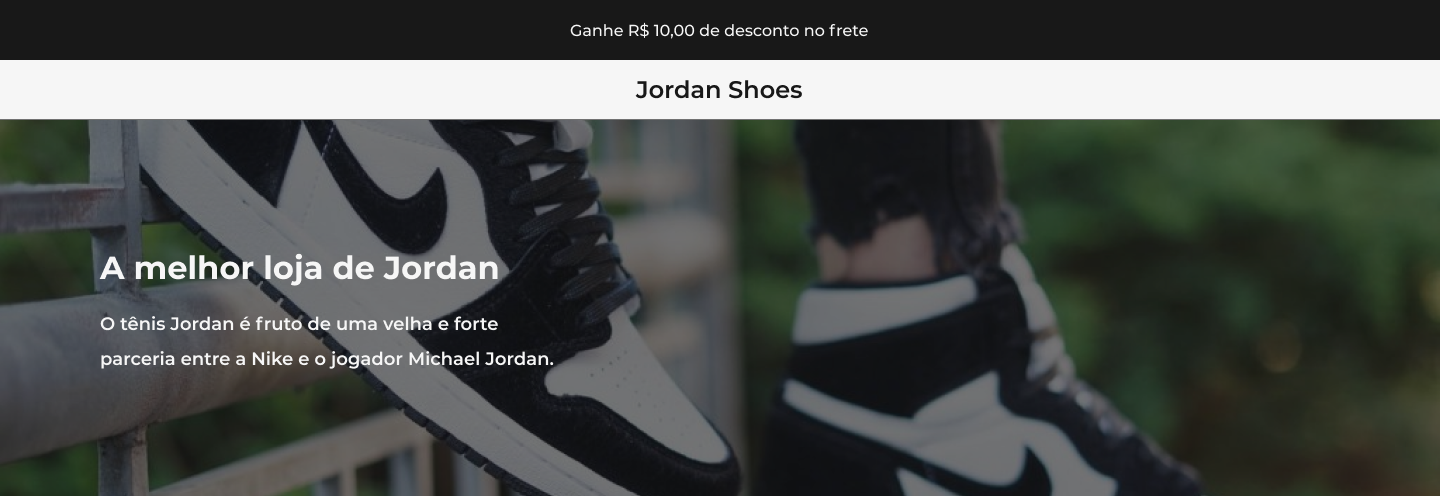 Ganhe R$ 10,00 de desconto no frete
Jordan Shoes
A melhor loja de Jordan
O tênis Jordan é fruto de uma velha e forte
parceria entre a Nike e o jogador Michael Jordan.